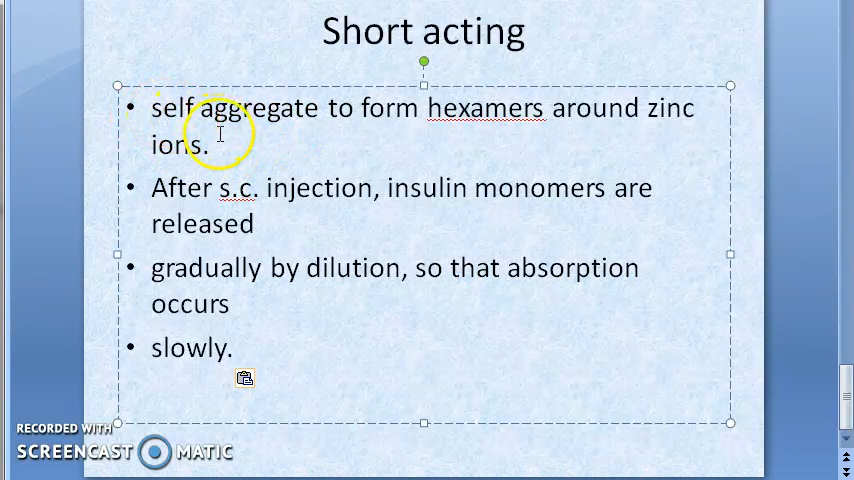 Short acting
• self aggregate to form hexamers around zinc
ions.
• After s.c. injection, insulin monomers are
released
• gradually by dilution, so that absorption
occurs
• slowly.
RECORDED WITH
SCREENCAST MATIC